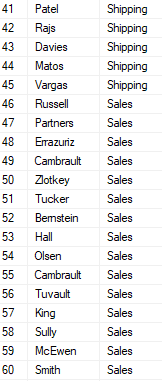 41 Patel Shipping
42 Rajs Shipping
43 Davies Shipping
44 Matos Shipping
45 Vargas Shipping
46 Russell Sales
47 Partners Sales
48 Errazuriz Sales
49 Cambrault Sales
50 Zlotkey Sales
51 Tucker Sales
52 Bernstein Sales
53 Hall Sales
54 Olsen Sales
55 Cambrault Sales
56 Tuvault Sales
57 King Sales
58 Sully Sales
59 McEwen Sales
60 Smith Sales